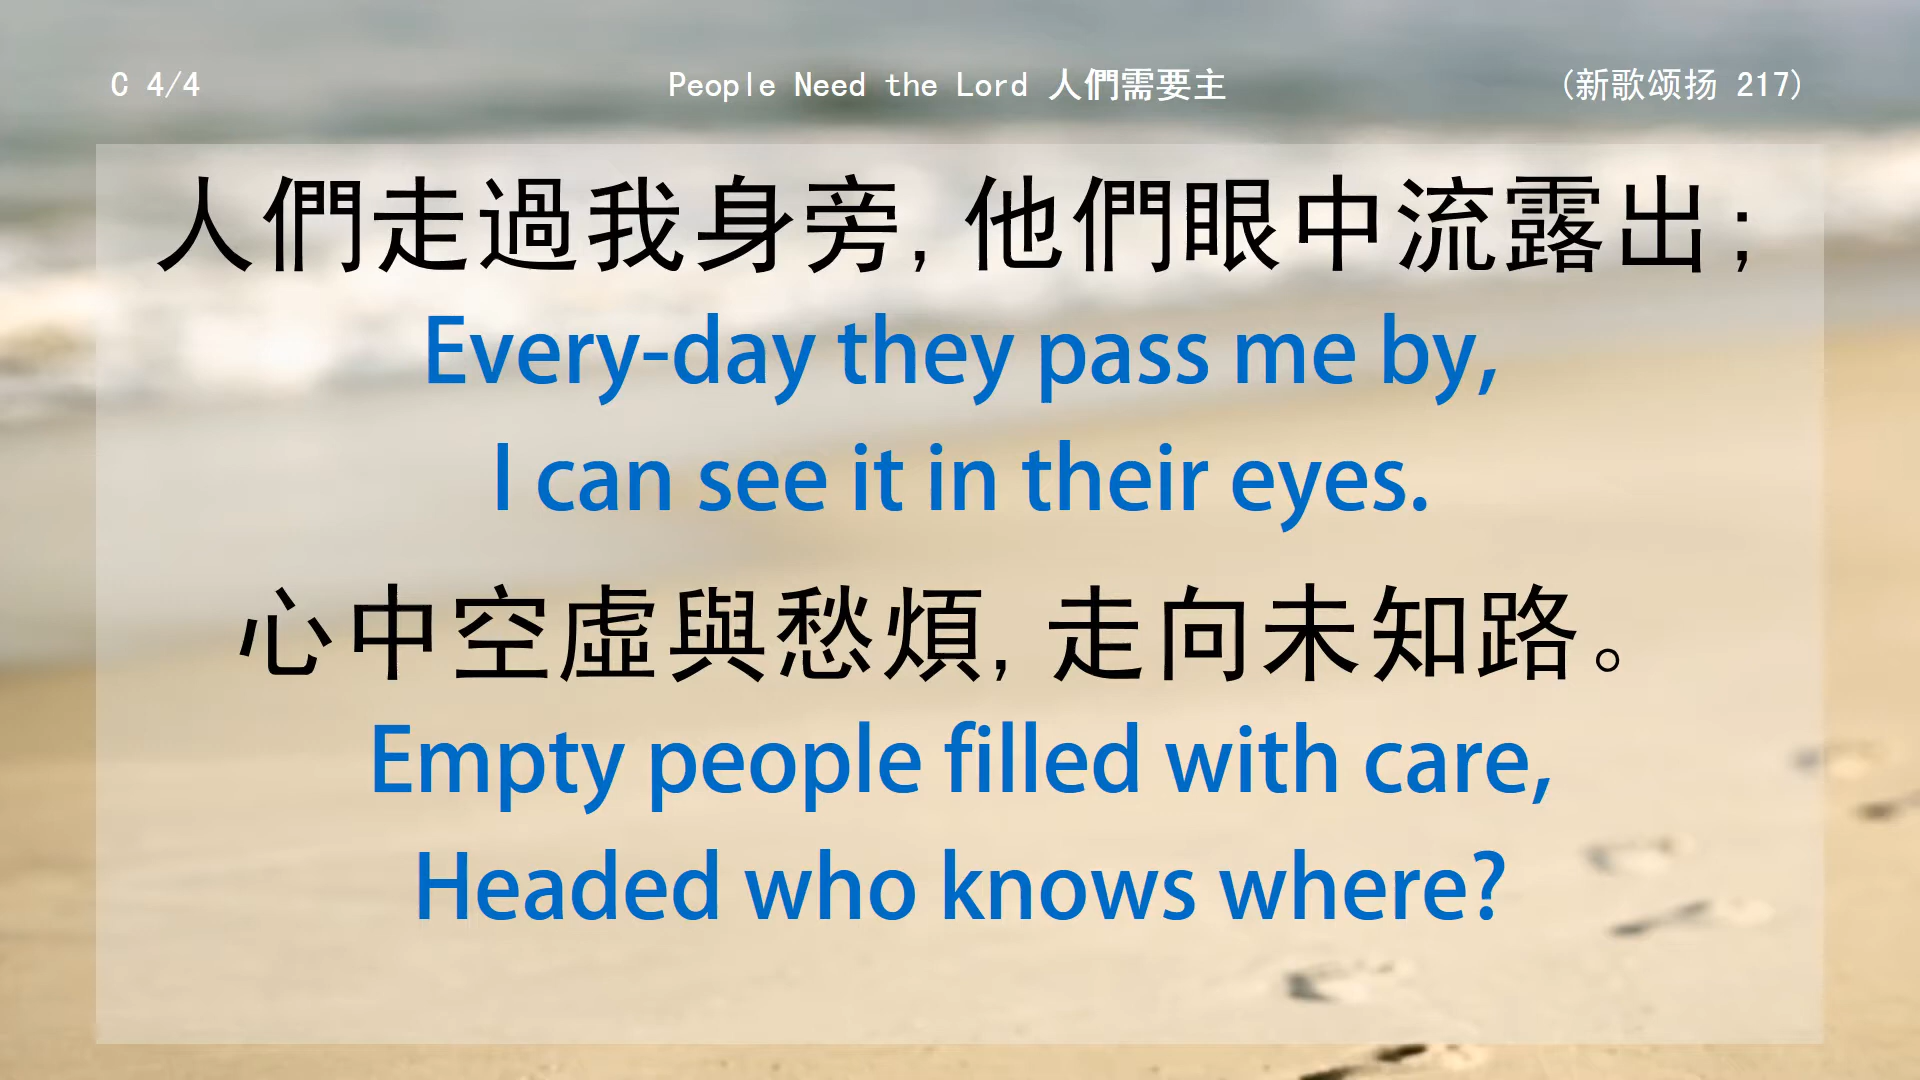 C 4/4
People Need the Lord 人們需要主
(新歌颂扬 217)
人們走過我身旁,他們眼中流露出;
Every-day they pass me by,
I can see it in their eyes.
心中空虛與愁煩,走向未知路。
Empty people filled with care,
Headed who knows where?